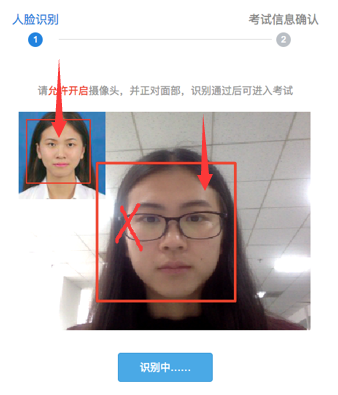 人脸识别 考试信息确认
1 2
请允许开启摄像头，并正对面部，识别通过后可进入考试
识别中......